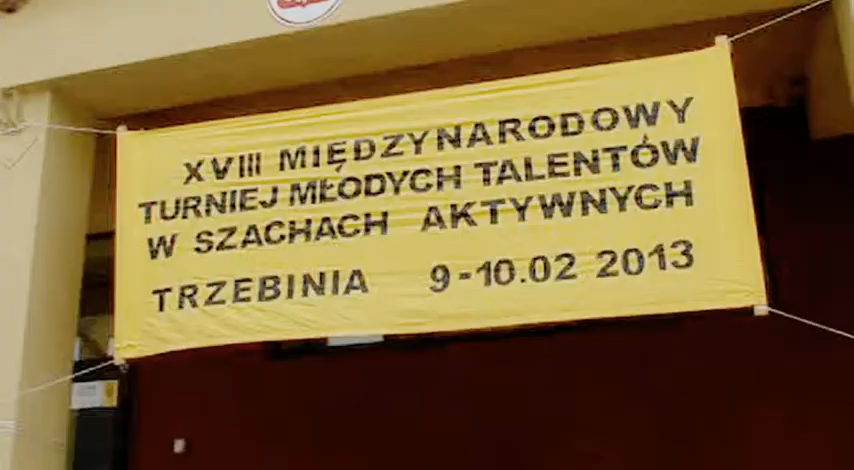 XVIII MIĘDZYNARODOWY
TURNIEJ MŁODYCH TALENTÓW
W SZACHACH AKTYWNYCH
TRZEBINIA 9-10.02 2013